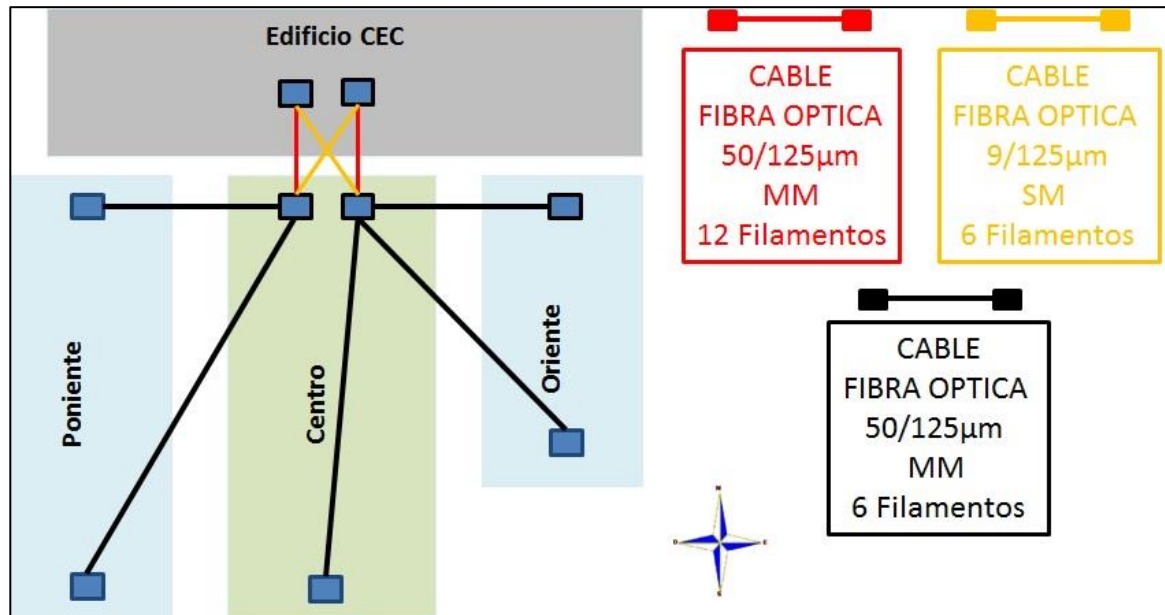 Edificio CEC
Poniente
Centro
Oriente
CABLE
FIBRA OPTICA
50/125µm
MM
12 Filamentos
CABLE
FIBRA OPTICA
9/125µm
SM
6 Filamentos
CABLE
FIBRA OPTICA
50/125µm
MM
6 Filamentos